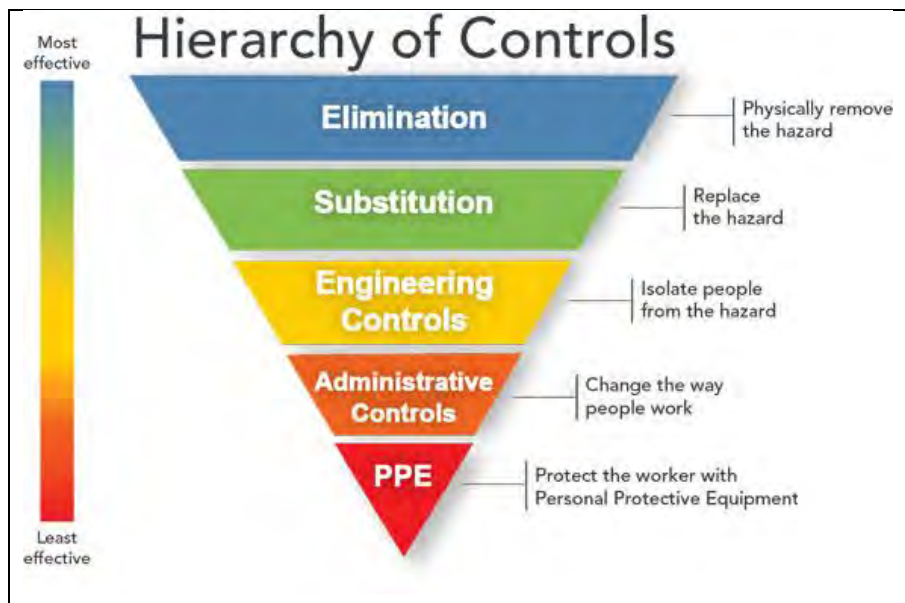 Hierarchy of Controls
Most
effective
Elimination
Physically remove
the hazard
Substitution
Replace
the hazard
Engineering
Controls
Isolate people
from the hazard
Administrative
Controls
Change the way
people work
PPE
Protect the worker with
Personal Protective Equipment
Least
effective